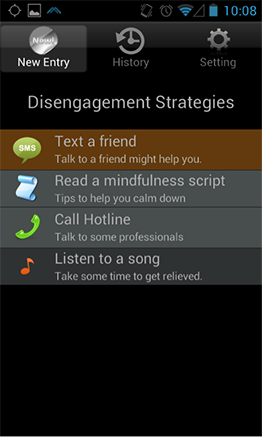 10:08
New Entry
History
Setting
Disengagement Strategies
SMS
Text a friend
Talk to a friend might help you.
Read a mindfulness script
Tips to help you calm down
Call Hotline
Talk to some professionals
Listen to a song
Take some time to get relieved.